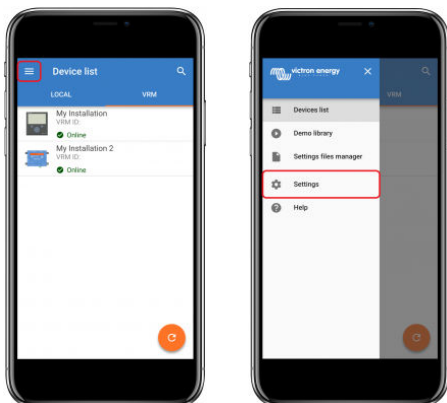 Device list
LOCAL VRM
My Installation
VRM ID:
Online
My Installation 2
VRM ID:
Online
victron energy
VRM
Devices list
Demo library
Settings files manager
Settings
Help